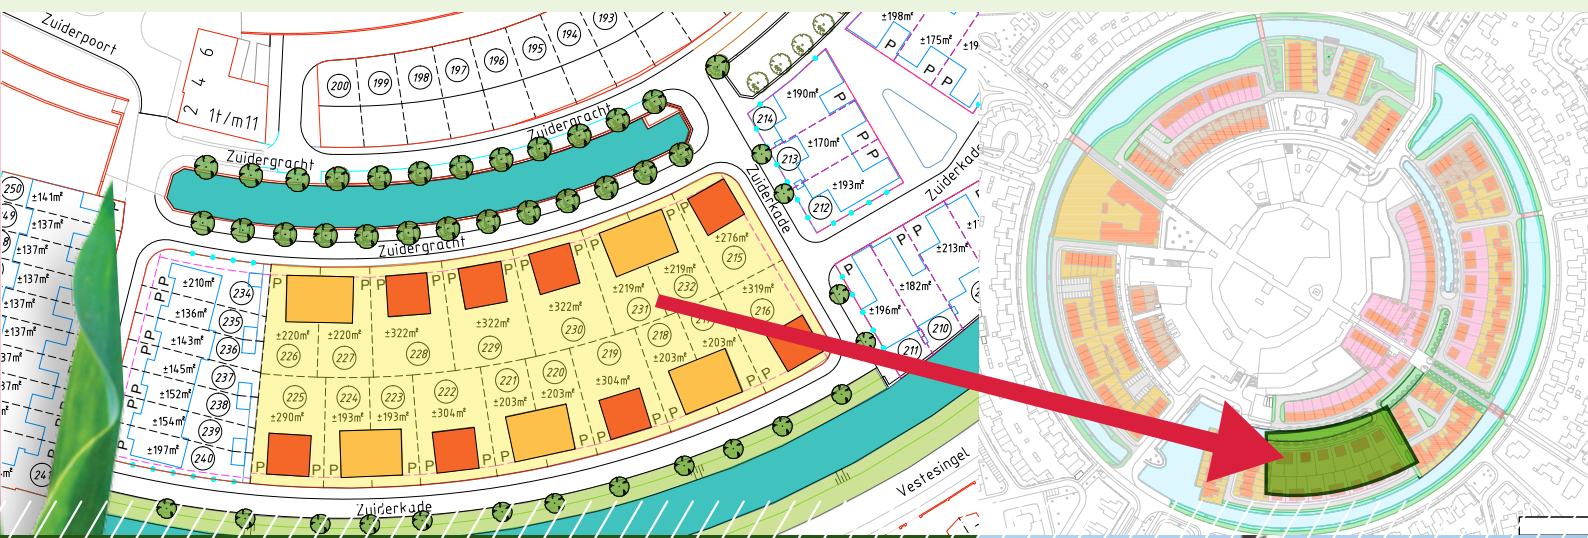 Zuiderpoort
2 4 6
1t/m11
200
199
198
197
196
195
194
193
Zuidergracht
Zuidergracht
Zuidergracht
Zuiderkade
Zuiderkade
Zuiderkade
Vestesingel
±198m²
±175m²
P
P
P
±190m²
P
214
±170m²
P P
213
±193m²
212
±213m²
P P
P
±182m²
±196m²
210
211
250
±141m²
±137m²
±137m²
±137m²
±137m²
±137m²
241
P P
±210m²
234
±136m²
235
±143m²
236
±145m²
237
±152m²
238
±154m²
239
±197m²
240
P
±220m²
226
±220m²
227
P
±322m²
228
P
±322m²
229
P
±322m²
230
P P
±219m²
231
±219m²
232
P
±276m²
215
±319m²
216
225
±290m²
224
±193m²
223
±193m²
222
±304m²
221
±203m²
220
±203m²
219
±304m²
218
±203m²
±203m²
P P P P P P P P P P